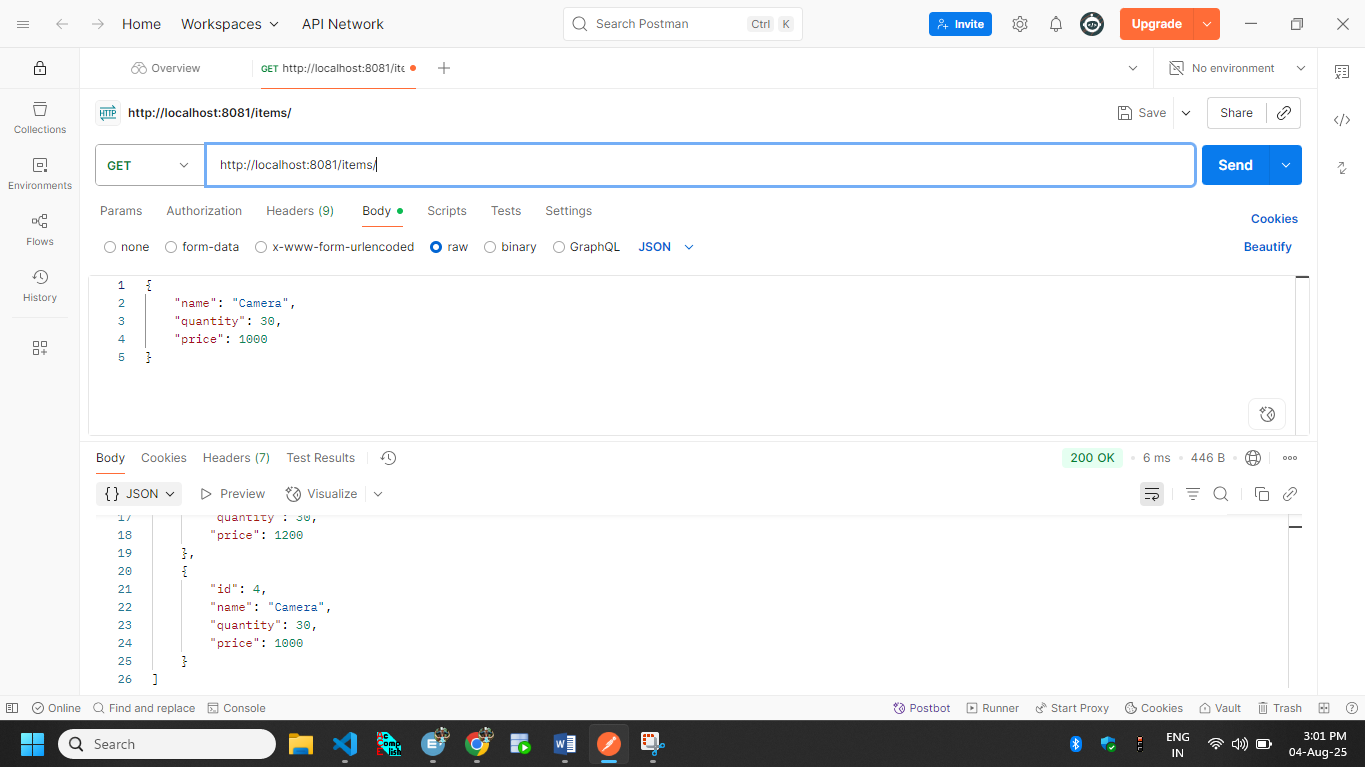 Home Workspaces API Network Search Postman Ctrl K Invite Upgrade
Overview GET http://localhost:8081/ite No environment
HTTP http://localhost:8081/items/ Save Share
Collections
GET http://localhost:8081/items/ Send
Environments
Params Authorization Headers (9) Body Scripts Tests Settings Cookies
Flows
none form-data x-www-form-urlencoded raw binary GraphQL JSON Beautify
History
1 {
2 "name": "Camera",
3 "quantity": 30,
4 "price": 1000
5 }
Body Cookies Headers (7) Test Results 200 OK 6 ms 446 B
{} JSON Preview Visualize
17 "quantity": 30,
18 "price": 1200
19 },
20 {
21 "id": 4,
22 "name": "Camera",
23 "quantity": 30,
24 "price": 1000
25 }
26 ]
Online Find and replace Console Postbot Runner Start Proxy Cookies Vault Trash
Search ENG 3:01 PM
IN 04-Aug-25